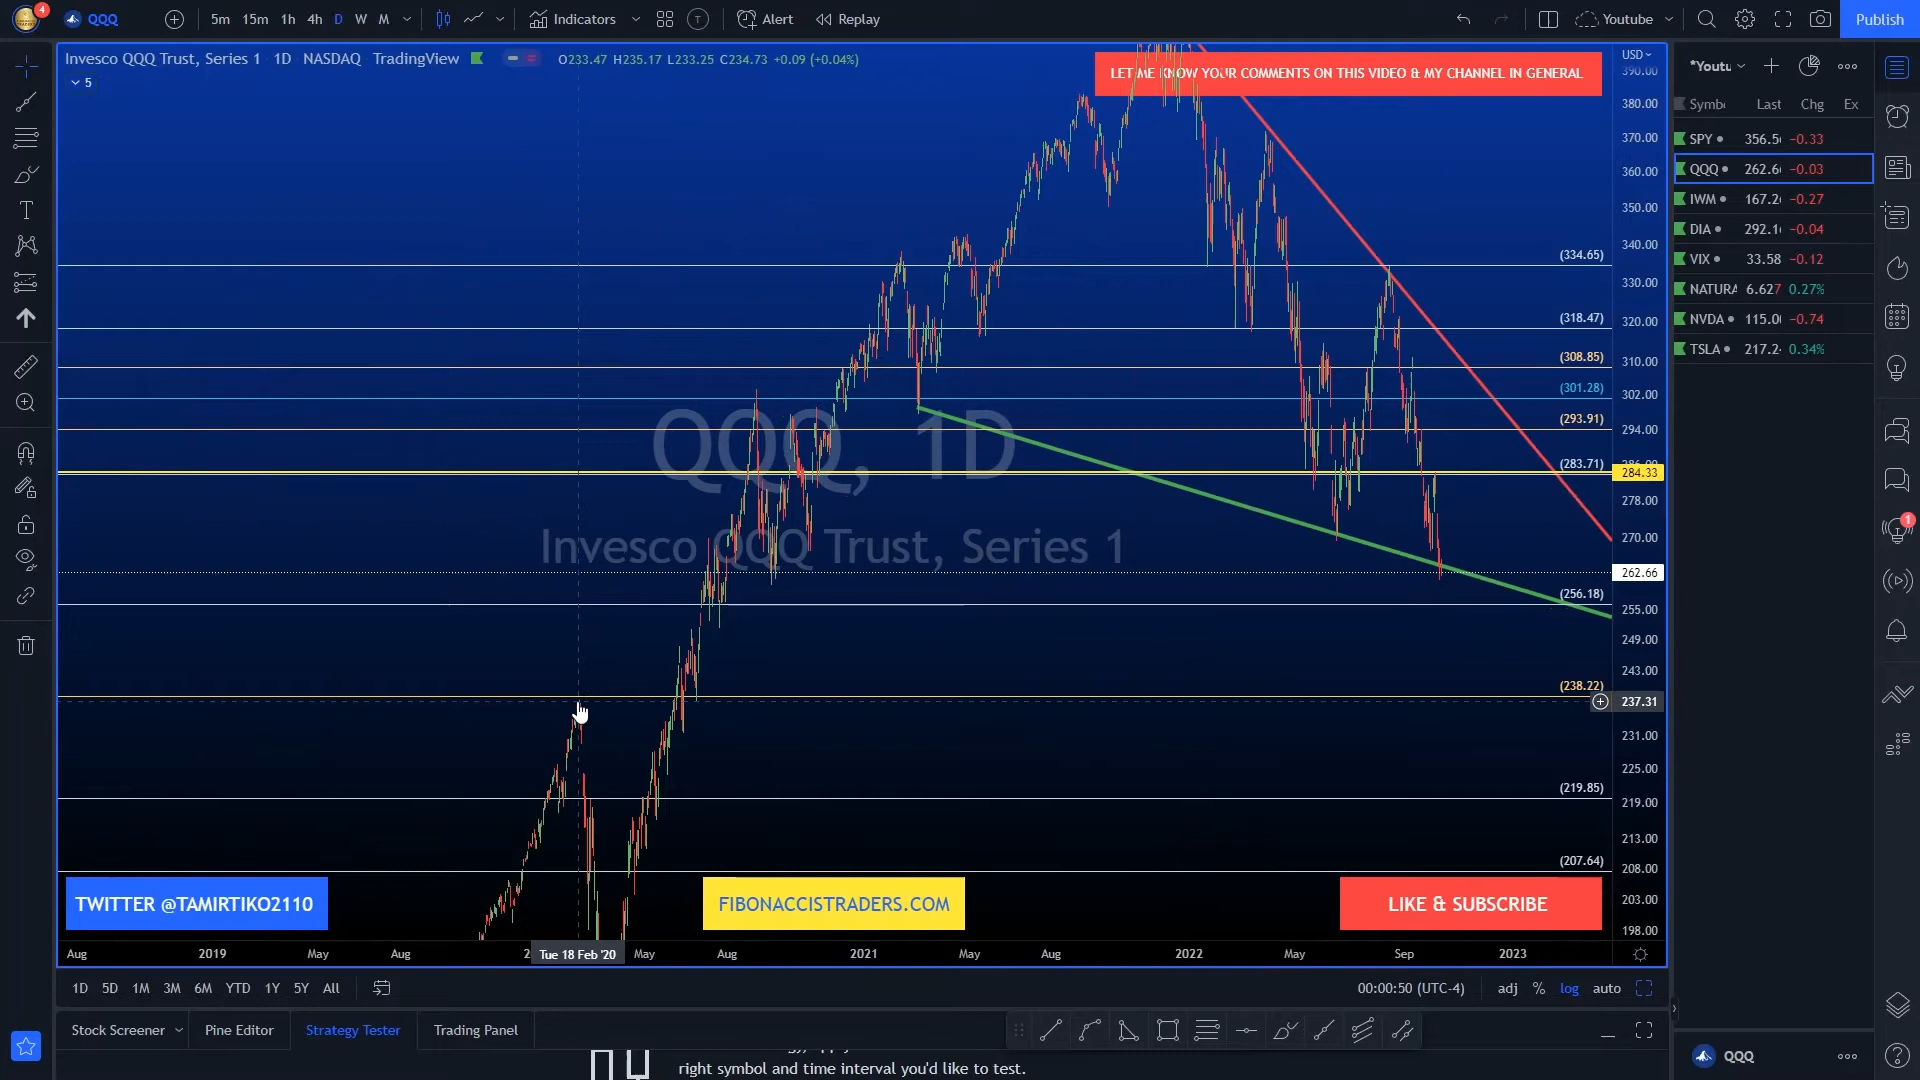 4
QQQ
5m 15m 1h 4h D W M
Indicators
T
Alert
Replay
Youtube
Publish
Invesco QQQ Trust, Series 1 1D NASDAQ TradingView
O233.47 H235.17 L233.25 C234.73 +0.09 (+0.04%)
5
LET ME KNOW YOUR COMMENTS ON THIS VIDEO & MY CHANNEL IN GENERAL
USD
390.00
380.00
370.00
360.00
350.00
340.00
330.00
320.00
310.00
302.00
294.00
284.33
278.00
270.00
262.66
255.00
249.00
243.00
237.31
231.00
225.00
219.00
213.00
208.00
203.00
198.00
(334.65)
(318.47)
(308.85)
(301.28)
(293.91)
(283.71)
(256.18)
(238.22)
(219.85)
(207.64)
QQQ, 1D
Invesco QQQ Trust, Series 1
TWITTER @TAMIRTIKO2110
FIBONACCISTRADERS.COM
LIKE & SUBSCRIBE
Aug 2019 May Aug 2 Tue 18 Feb '20 May Aug 2021 May Aug 2022 May Sep 2023
1D 5D 1M 3M 6M YTD 1Y 5Y All
00:00:50 (UTC-4) adj % log auto
Stock Screener Pine Editor Strategy Tester Trading Panel
right symbol and time interval you'd like to test.
*Youtu
Last Chg Ex
SPY 356.5 −0.33
QQQ 262.6 −0.03
IWM 167.2 −0.27
DIA 292.1 −0.04
VIX 33.58 −0.12
NATURA 6.627 0.27%
NVDA 115.0 −0.74
TSLA 217.2 0.34%
1
QQQ